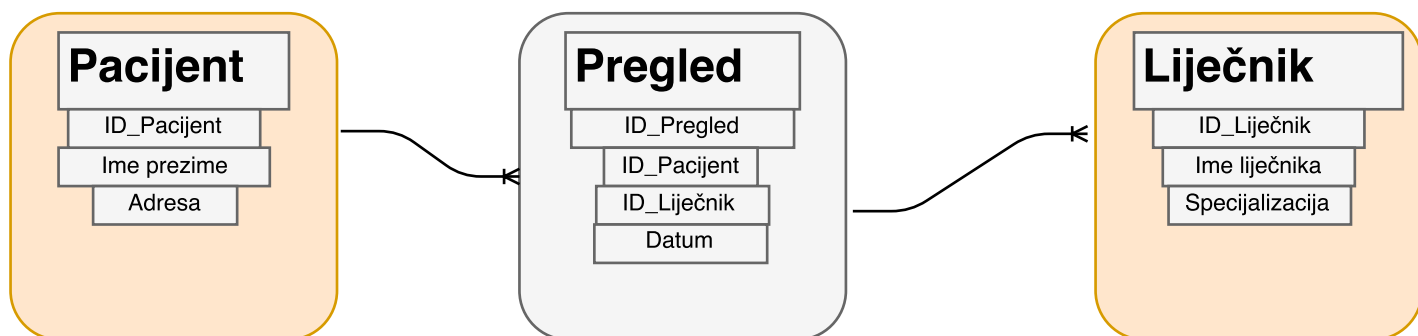 Pacijent
ID_Pacijent
Ime prezime
Adresa
Pregled
ID_Pregled
ID_Pacijent
ID_Liječnik
Datum
Liječnik
ID_Liječnik
Ime liječnika
Specijalizacija